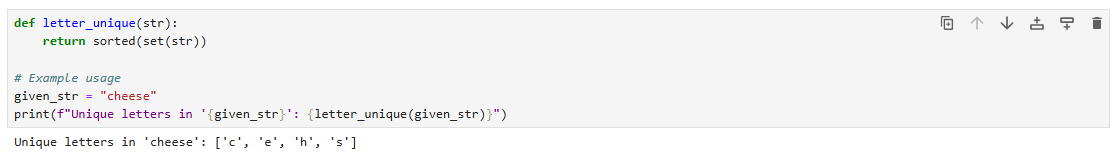 def letter_unique(str):
    return sorted(set(str))
# Example usage
given_str = "cheese"
print(f"Unique letters in '{given_str}': {letter_unique(given_str)}")
Unique letters in 'cheese': ['c', 'e', 'h', 's']